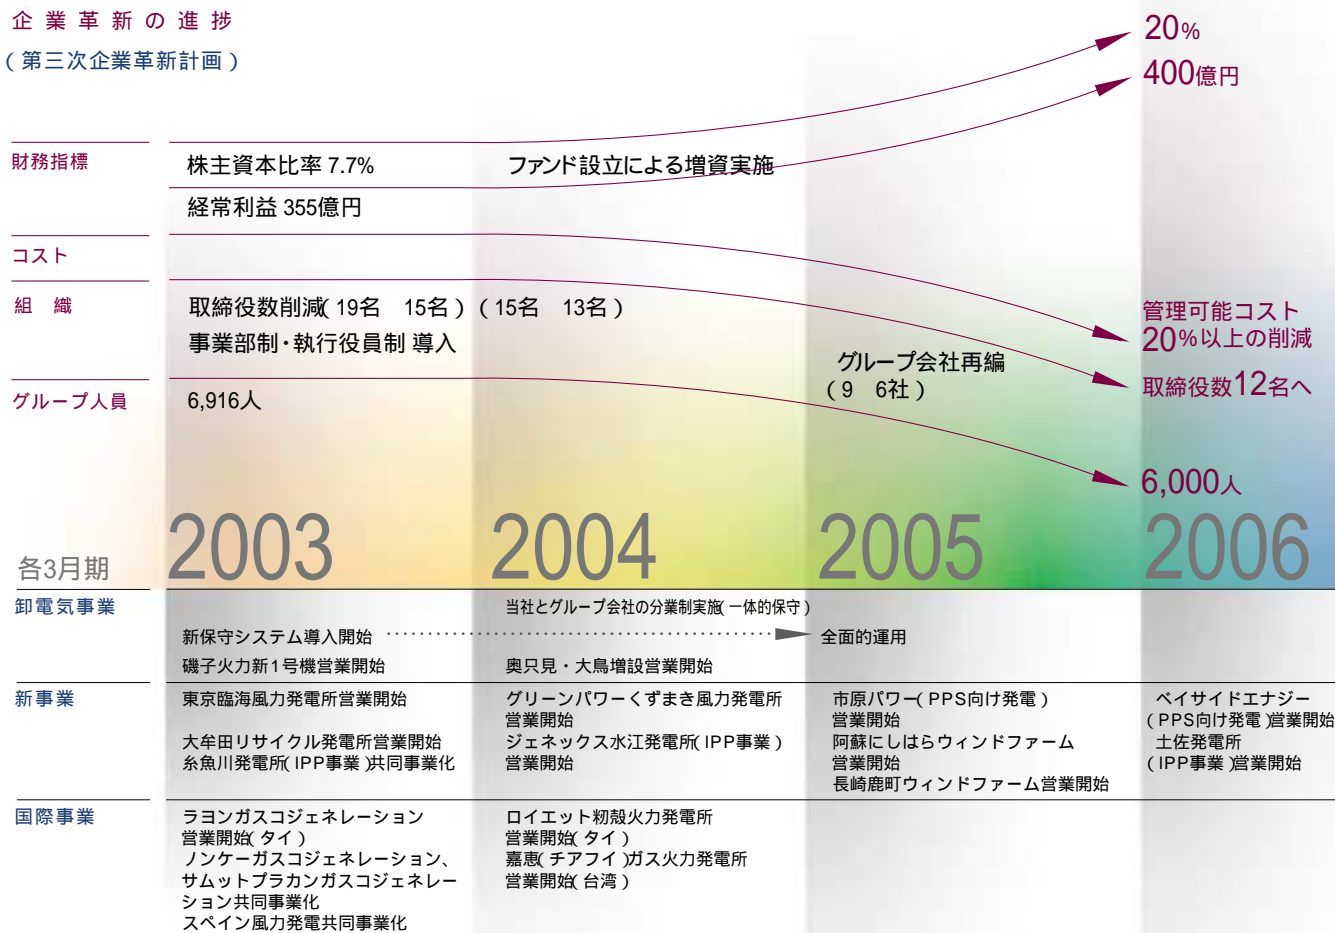 企業革新の進捗
(第三次企業革新計画)
20%
400億円
財務指標
株主資本比率 7.7%
ファンド設立による増資実施
経常利益 355億円
コスト
組 織
取締役数削減(19名 15名)(15名 13名)
事業部制・執行役員制 導入
管理可能コスト
20%以上の削減
グループ会社再編
(9 6社)
取締役数12名へ
グループ人員
6,916人
6,000人
各3月期
2003
2004
2005
2006
卸電気事業
当社とグループ会社の分業制実施(一体的保守)
新保守システム導入開始
全面的運用
磯子火力新1号機営業開始
奥只見・大鳥増設営業開始
新事業
東京臨海風力発電所営業開始
大牟田リサイクル発電所営業開始
糸魚川発電所(IPP事業)共同事業化
グリーンパワーくずまき風力発電所
営業開始
ジェネックス水江発電所(IPP事業)
営業開始
市原パワー(PPS向け発電)
営業開始
阿蘇にしはらウィンドファーム
営業開始
長崎鹿町ウィンドファーム営業開始
ベイサイドエナジー
(PPS向け発電)営業開始
土佐発電所
(IPP事業)営業開始
国際事業
ラヨンガスコジェネレーション
営業開始(タイ)
ノンケーガスコジェネレーション、
サムットプラカンガスコジェネレー
ション共同事業化
スペイン風力発電共同事業化
ロイエット籾殻火力発電所
営業開始(タイ)
嘉恵(チアフイ)ガス火力発電所
営業開始(台湾)